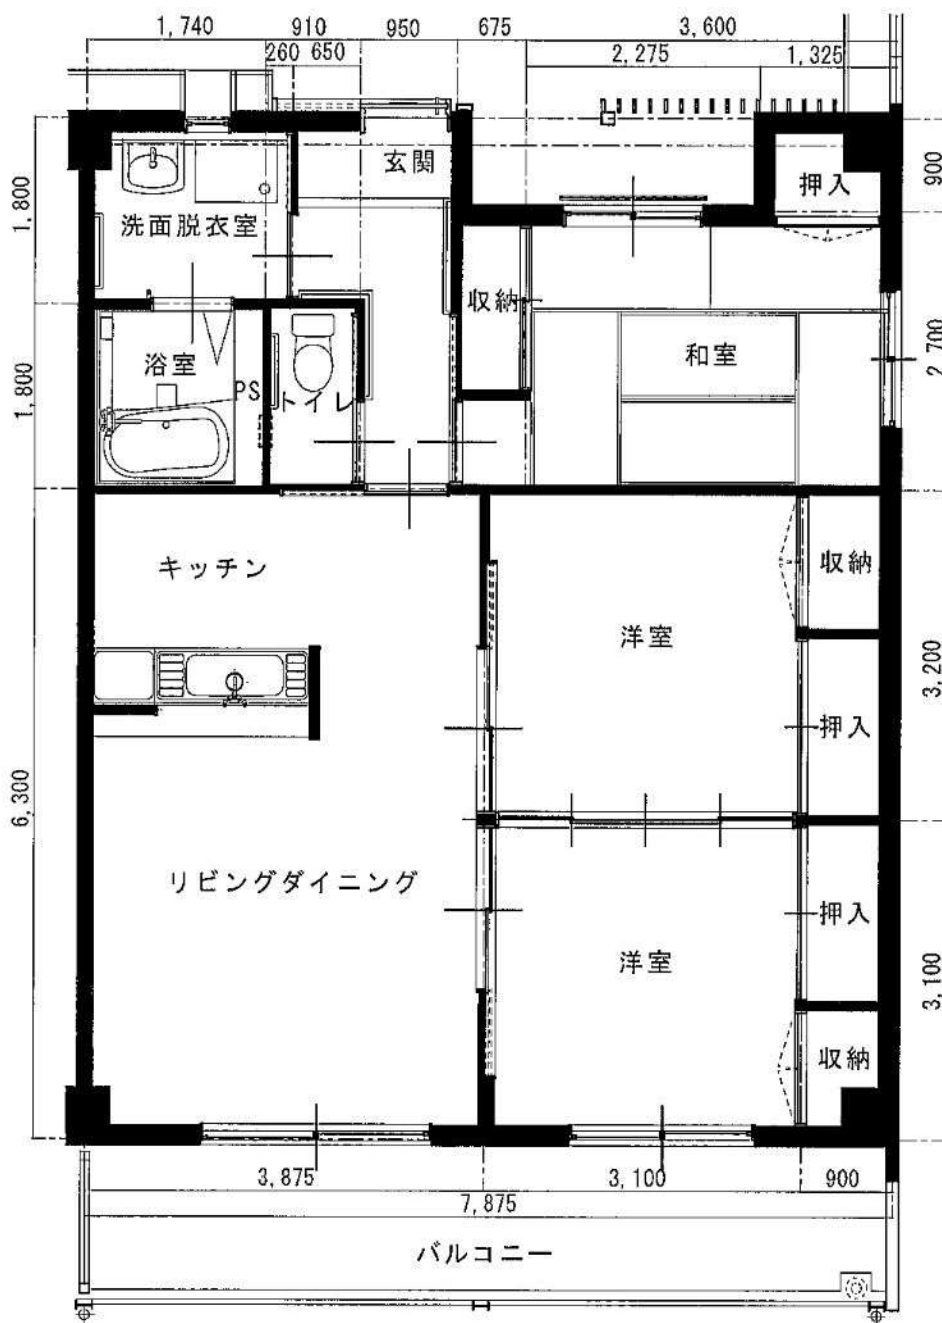 1,740 910 950 675 3,600
260 650 2,275 1,325
玄関
押入
900
1,800
洗面脱衣室
収納
和室
2,700
浴室
PS
トイレ
1,800
キッチン
収納
洋室
3,200
押入
6,300
リビングダイニング
押入
洋室
3,100
収納
3,875 3,100 900
7,875
バルコニー